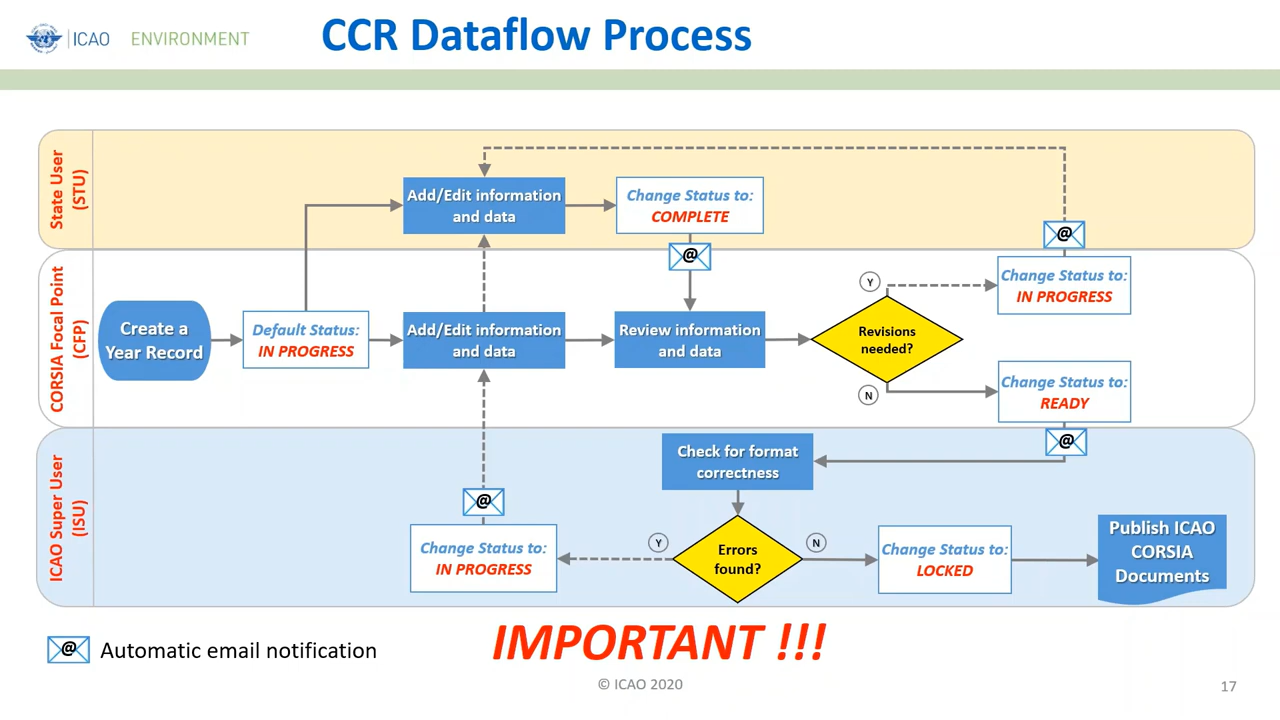 ICAO ENVIRONMENT
CCR Dataflow Process
State User
(STU)
Add/Edit information
and data
Change Status to:
COMPLETE
@
@
CORSIA Focal Point
(CFP)
Create a
Year Record
Default Status:
IN PROGRESS
Add/Edit information
and data
Review information
and data
Revisions
needed?
Y
N
Change Status to:
IN PROGRESS
Change Status to:
READY
@
ICAO Super User
(ISU)
Check for format
correctness
@
Change Status to:
IN PROGRESS
Y
Errors
found?
N
Change Status to:
LOCKED
Publish ICAO
CORSIA
Documents
@ Automatic email notification
IMPORTANT !!!
© ICAO 2020
17